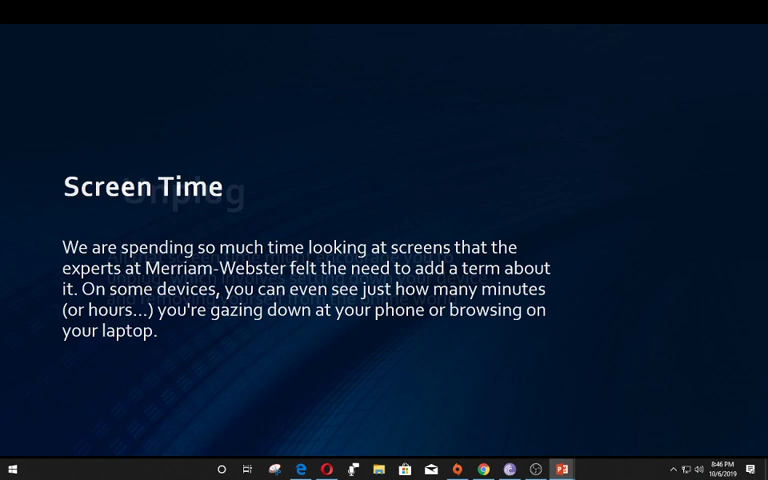 Screen Time
Unplug
We are spending so much time looking at screens that the
experts at Merriam-Webster felt the need to add a term about
it. On some devices, you can even see just how many minutes
(or hours...) you're gazing down at your phone or browsing on
your laptop.
8:46 PM
10/6/2019